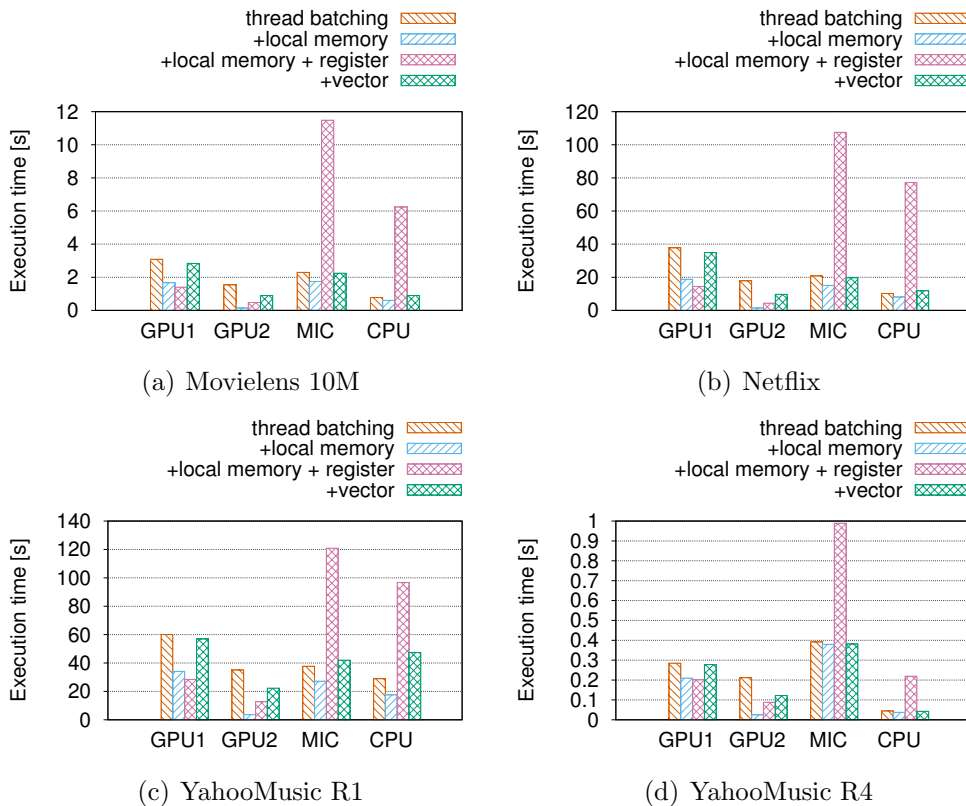 thread batching
+local memory
+local memory + register
+vector
Execution time [s]
12
10
8
6
4
2
0
GPU1 GPU2 MIC CPU
(a) Movielens 10M
thread batching
+local memory
+local memory + register
+vector
Execution time [s]
120
100
80
60
40
20
0
GPU1 GPU2 MIC CPU
(b) Netflix
thread batching
+local memory
+local memory + register
+vector
Execution time [s]
140
120
100
80
60
40
20
0
GPU1 GPU2 MIC CPU
(c) YahooMusic R1
thread batching
+local memory
+local memory + register
+vector
Execution time [s]
1
0.9
0.8
0.7
0.6
0.5
0.4
0.3
0.2
0.1
0
GPU1 GPU2 MIC CPU
(d) YahooMusic R4